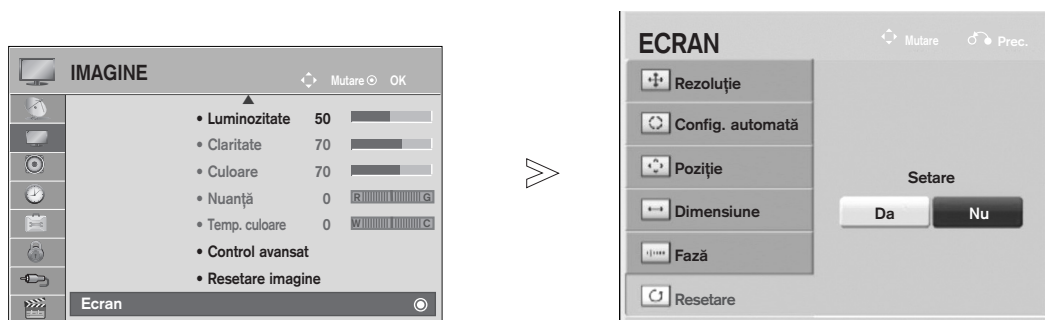 IMAGINE
Mutare OK
• Luminozitate 50
• Claritate 70
• Culoare 70
• Nuanță 0 R G
• Temp. culoare 0 W C
• Control avansat
• Resetare imagine
Ecran
ECRAN
Mutare Prec.
Rezoluție
Config. automată
Poziție
Dimensiune
Fază
Resetare
Setare
Da Nu